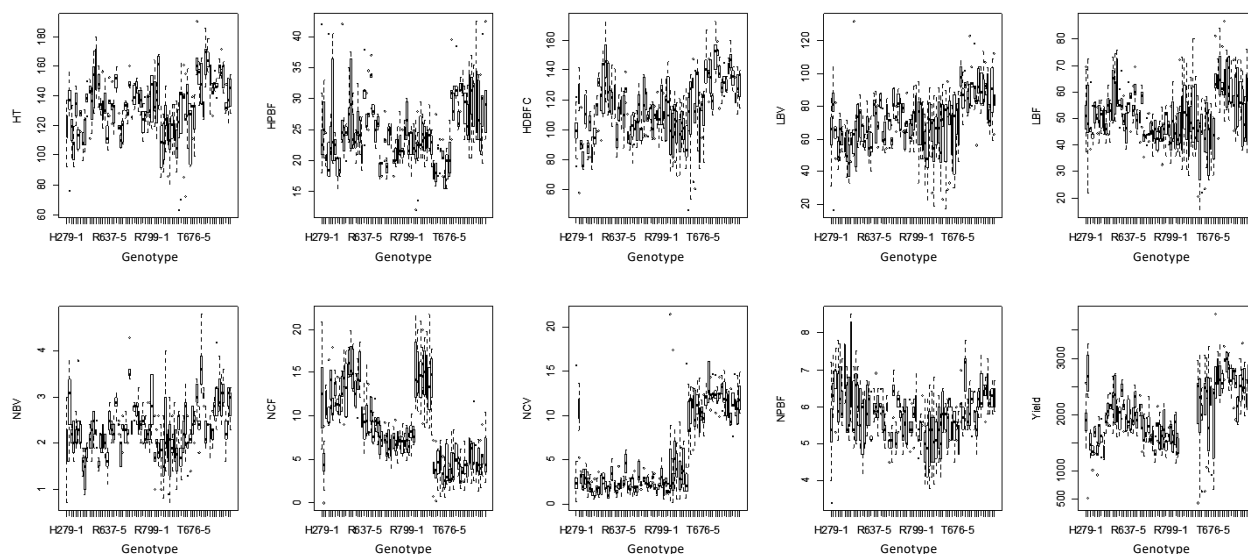 HT
60 80 100 120 140 160 180
H279-1 R637-5 R799-1 T676-5
Genotype
HPBF
15 20 25 30 35 40
H279-1 R637-5 R799-1 T676-5
Genotype
HDBF C
60 80 100 120 140 160
H279-1 R637-5 R799-1 T676-5
Genotype
LBV
20 40 60 80 100 120
H279-1 R637-5 R799-1 T676-5
Genotype
LBF
20 30 40 50 60 70 80
H279-1 R637-5 R799-1 T676-5
Genotype
NBV
1 2 3 4
H279-1 R637-5 R799-1 T676-5
Genotype
NCF
0 5 10 15 20
H279-1 R637-5 R799-1 T676-5
Genotype
NCV
0 5 10 15 20
H279-1 R637-5 R799-1 T676-5
Genotype
NPBF
4 5 6 7 8
H279-1 R637-5 R799-1 T676-5
Genotype
Yield
500 1000 2000 3000
H279-1 R637-5 R799-1 T676-5
Genotype